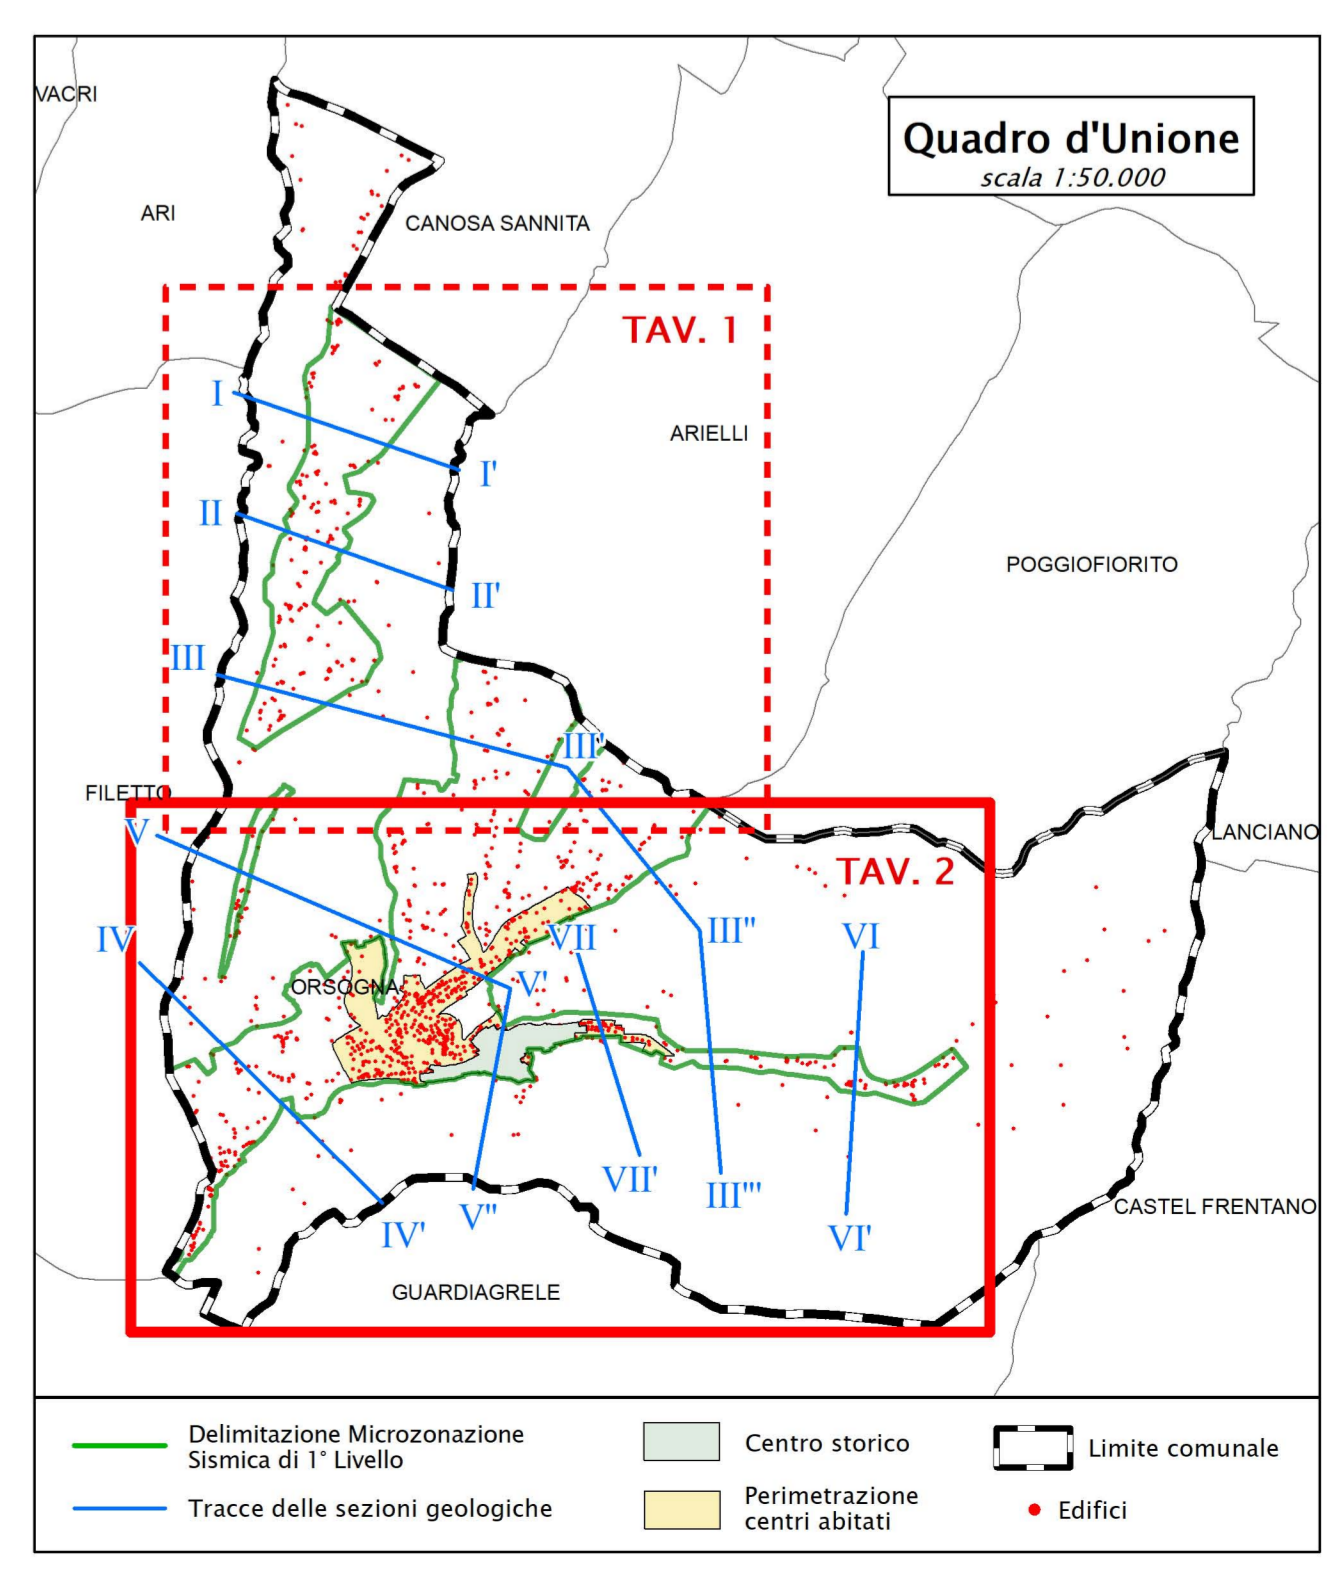 VACRI
Quadro d'Unione
scala 1:50.000
ARI
CANOSA SANNITA
TAV. 1
I
ARIELLI
I'
II
POGGIOFIORITO
II'
III
III'
FILETTO
V
LANCIANO
TAV. 2
IV
VII
III''
VI
ORSOGNA
V'
VII'
III'''
V''
IV'
VI'
CASTEL FRENTANO
GUARDIAGRELE
Delimitazione Microzonazione
Sismica di 1° Livello
Tracce delle sezioni geologiche
Centro storico
Perimetrazione
centri abitati
Limite comunale
Edifici